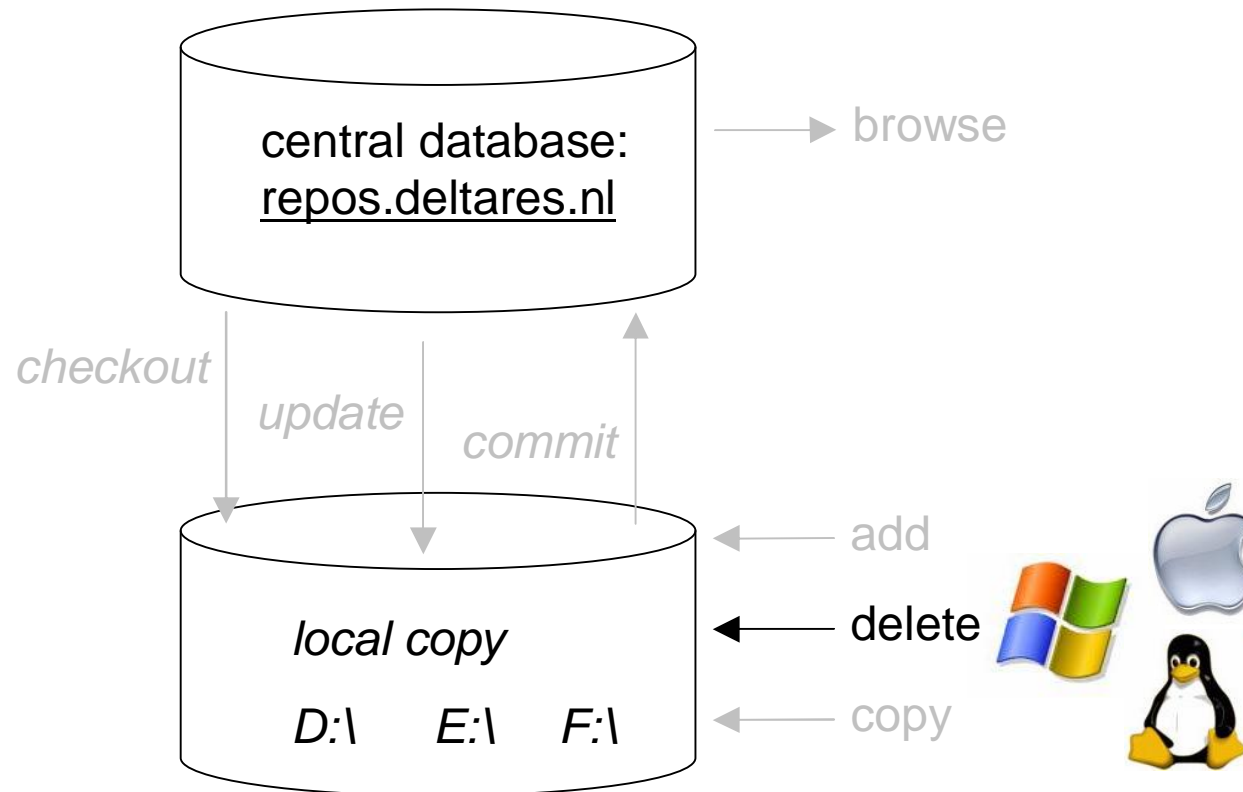 central database:
repos.deltares.nl
browse
checkout
update
commit
add
delete
local copy
D:\ E:\ F:\
copy